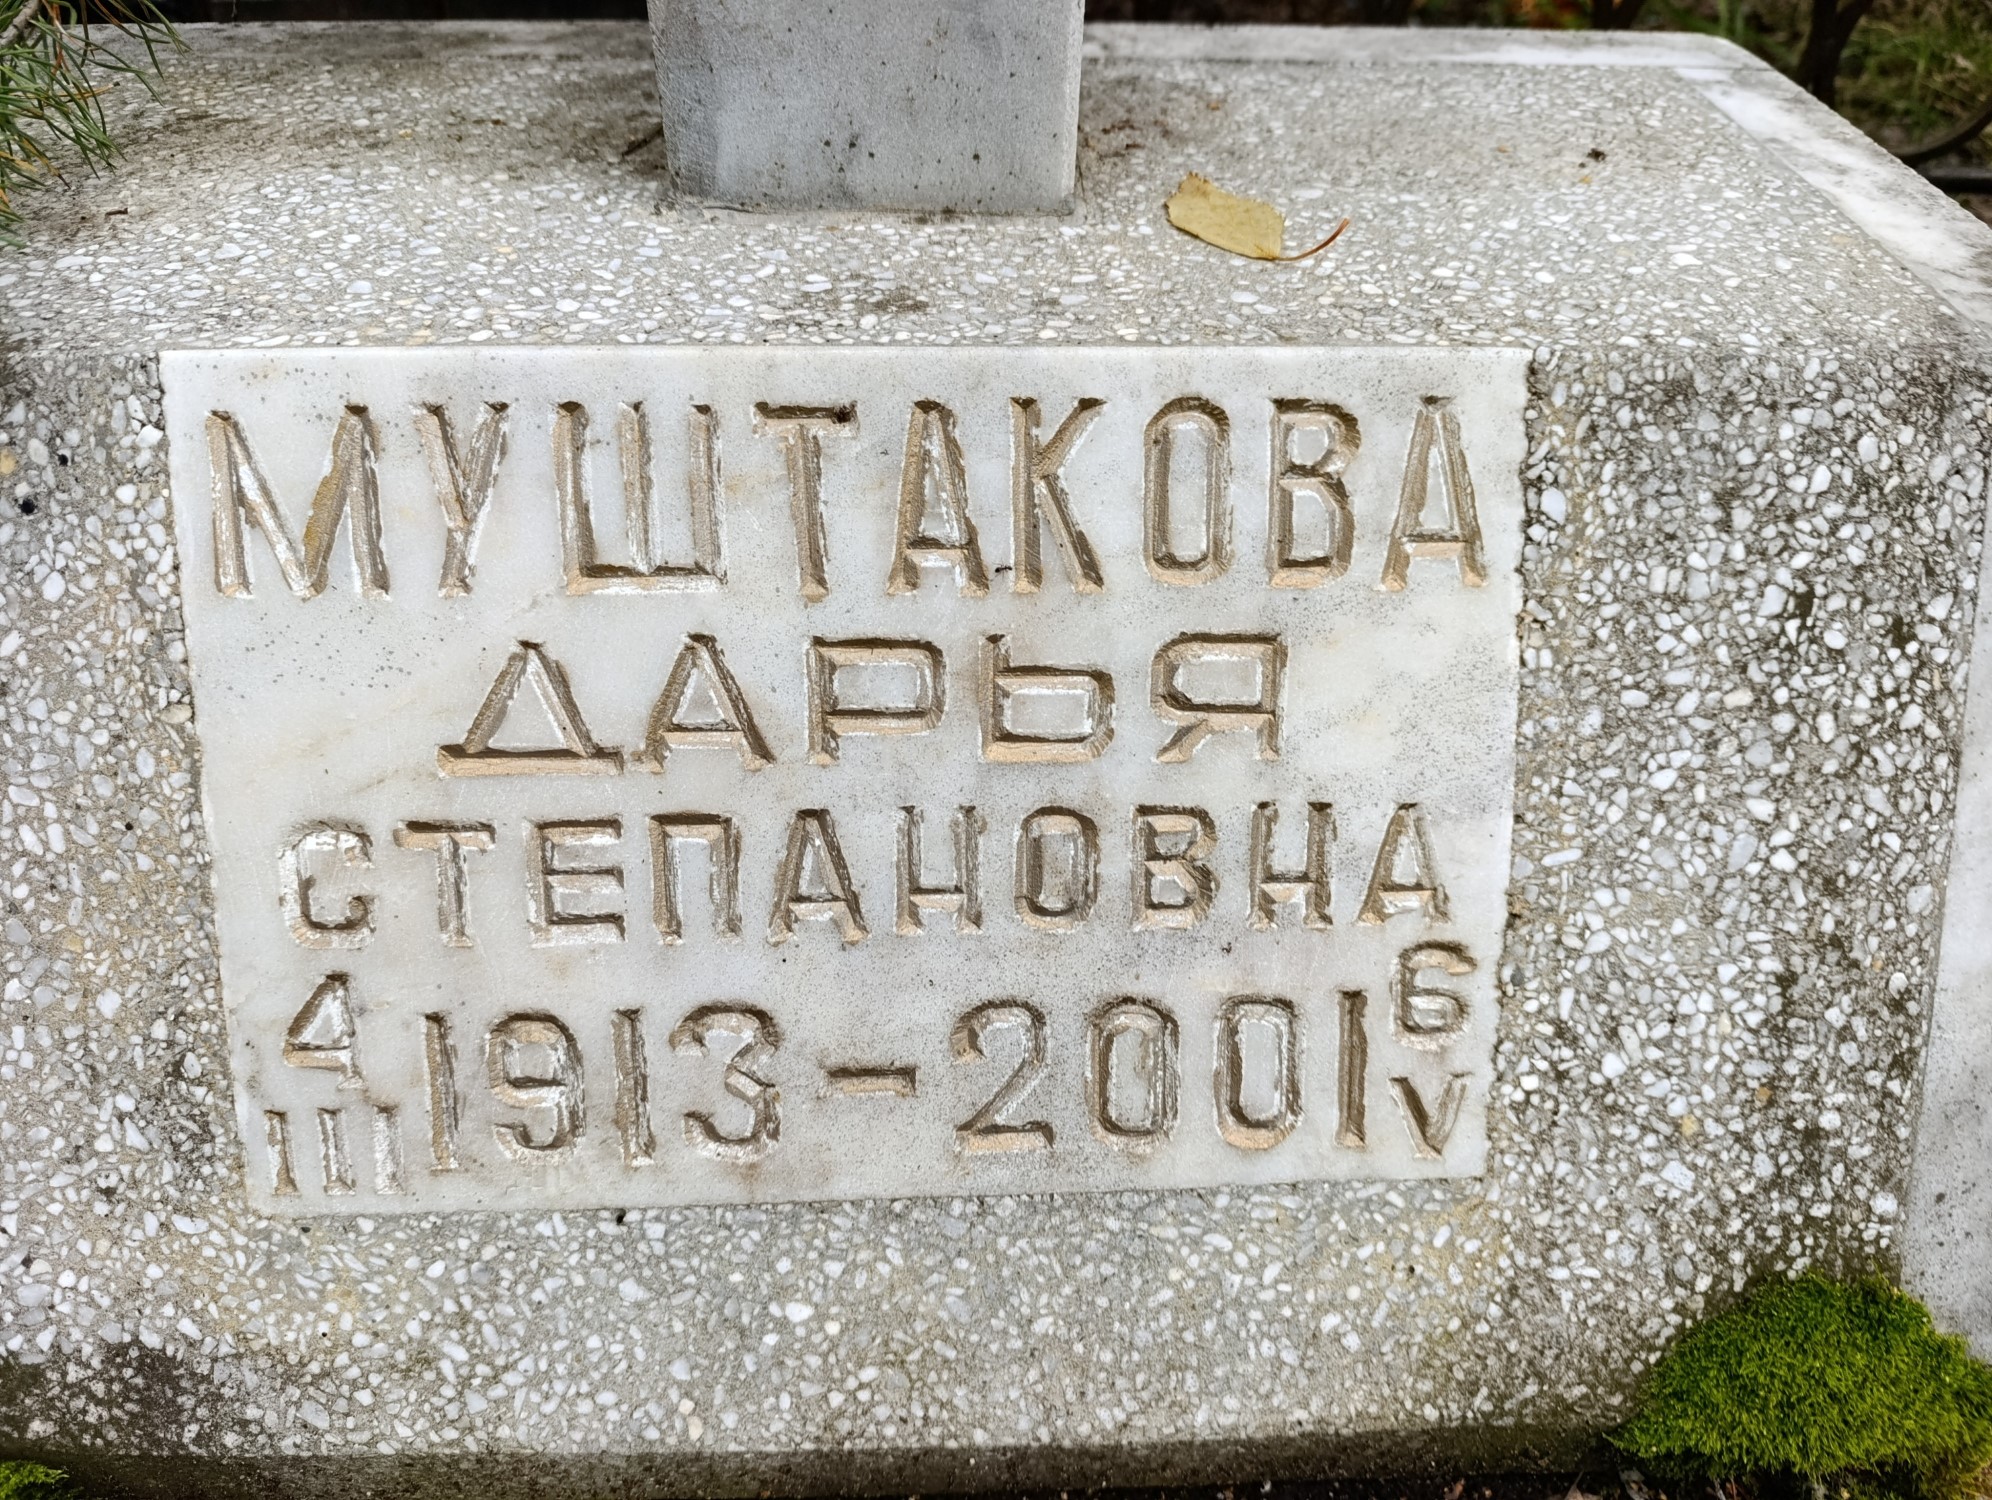 МУШТАКОВА
ДАРЬЯ
СТЕПАНОВНА
4 III 1913 - 2001 6 V